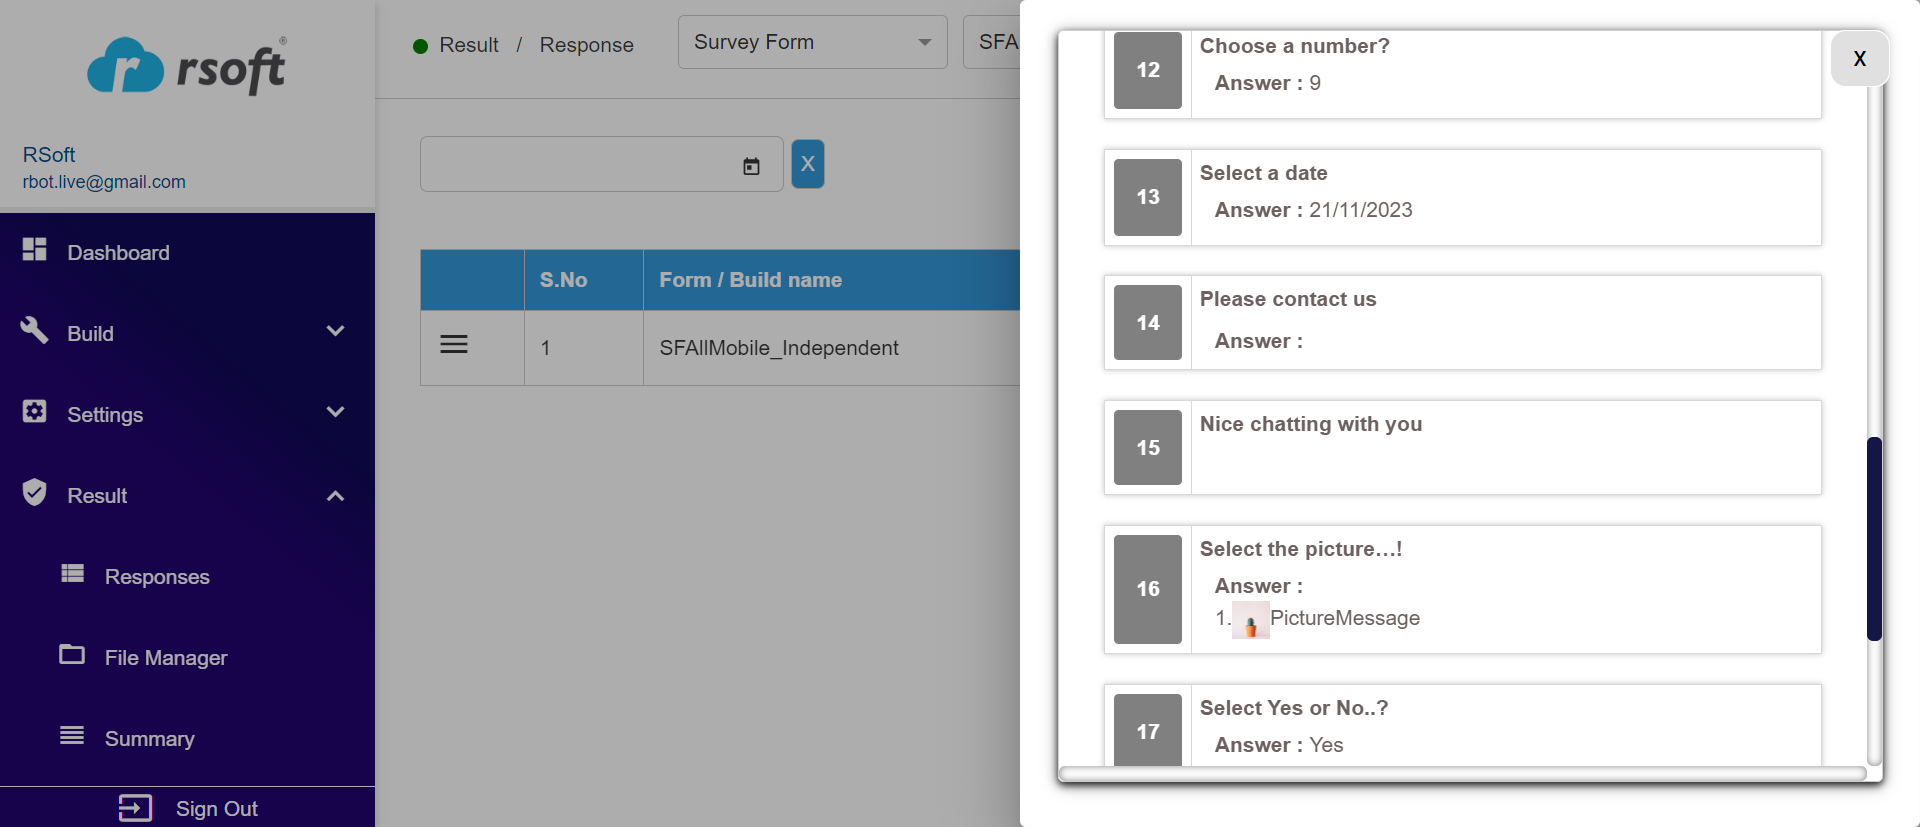 rsoft®
RSoft
rbot.live@gmail.com
Dashboard
Build
Settings
Result
Responses
File Manager
Summary
Sign Out
Result / Response
Survey Form
SFA
X
S.No
Form / Build name
1
SFAllMobile_Independent
X
12
Choose a number?
Answer : 9
13
Select a date
Answer : 21/11/2023
14
Please contact us
Answer :
15
Nice chatting with you
16
Select the picture...!
Answer :
1. PictureMessage
17
Select Yes or No..?
Answer : Yes